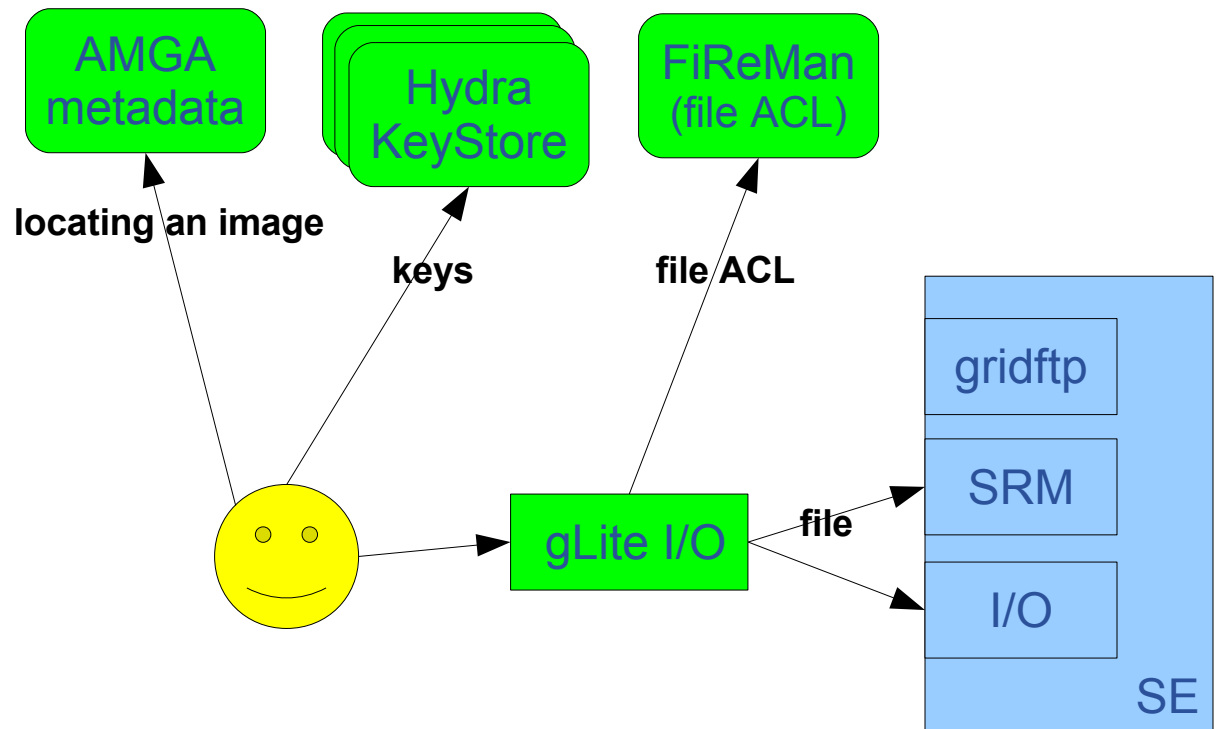 AMGA
metadata
Hydra
KeyStore
FiReMan
(file ACL)
locating an image
keys
file ACL
gridftp
SRM
gLite I/O
file
I/O
SE